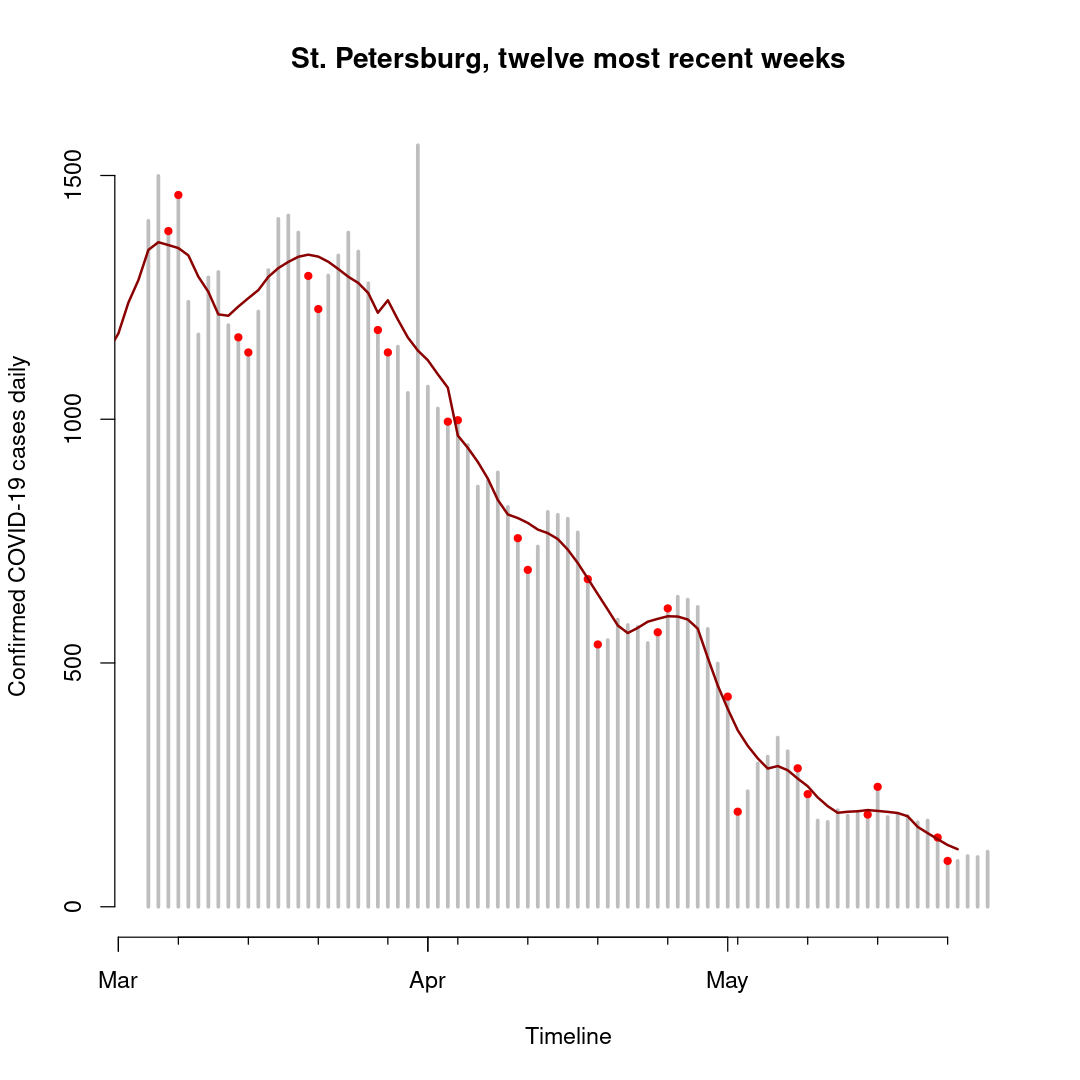 St. Petersburg, twelve most recent weeks
Confirmed COVID-19 cases daily
1500
1000
500
0
Mar Apr May
Timeline